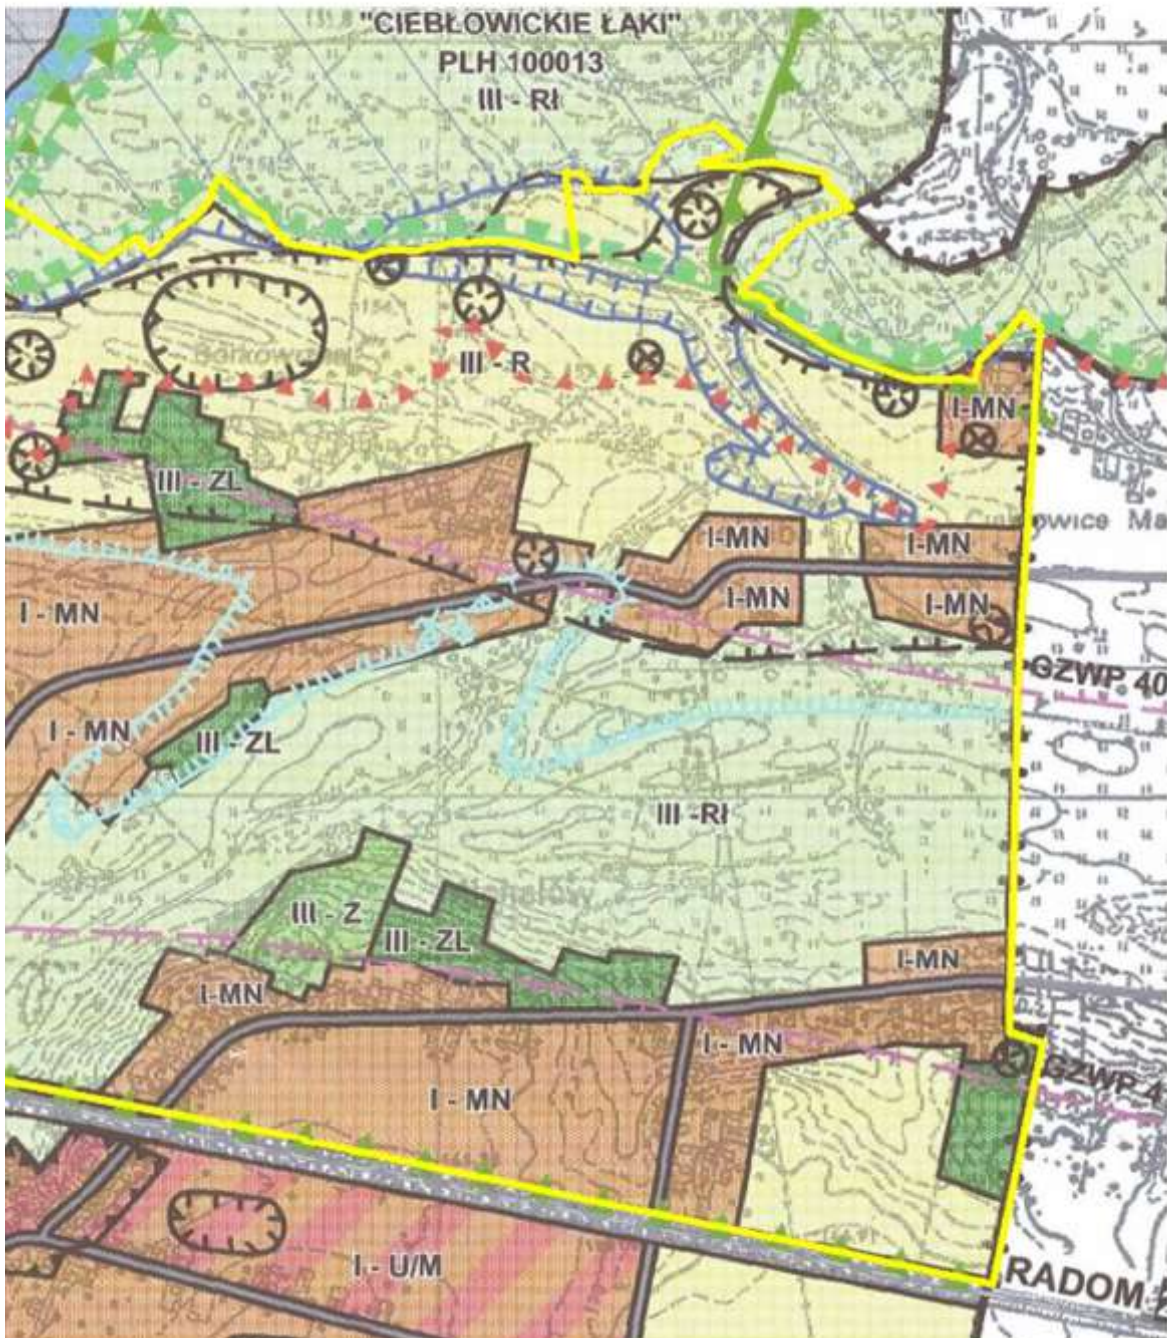 "CIEBŁOWICKIE ŁĄKI"
PLH 100013
III - Rł
III - R
I-MN
III - ZL
I-MN
I-MN
I - MN
I-MN
I-MN
GZWP 40
I - MN
III - ZL
III -Rł
III - Z
III - ZL
I-MN
I-MN
I - MN
I - MN
GZWP 4
I - U/M
RADOM